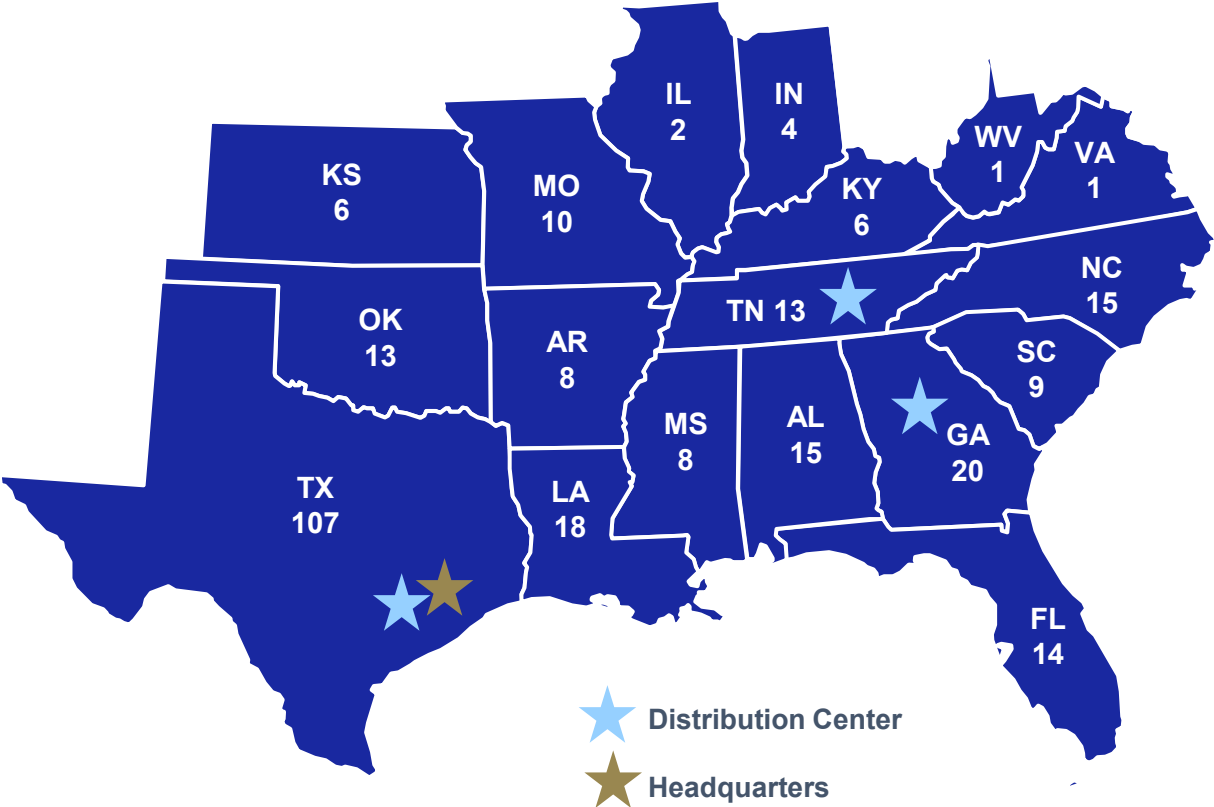 IL
2
IN
4
WV
1
VA
1
KS
6
MO
10
KY
6
NC
15
TN 13
OK
13
AR
8
SC
9
MS
8
AL
15
GA
20
TX
107
LA
18
FL
14
Distribution Center
Headquarters